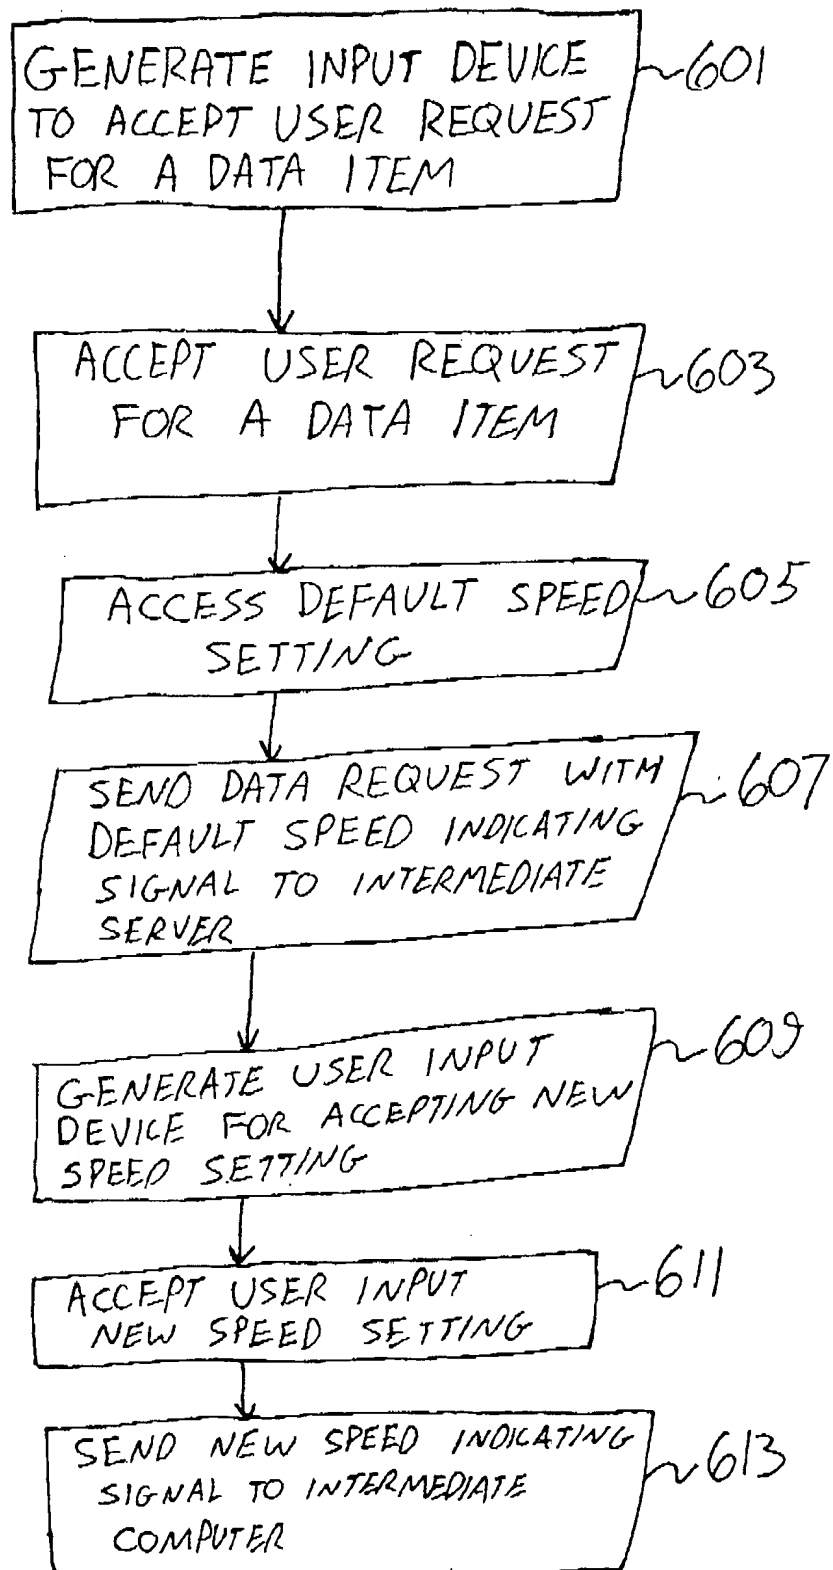 GENERATE INPUT DEVICE
TO ACCEPT USER REQUEST
FOR A DATA ITEM
601
ACCEPT USER REQUEST
FOR A DATA ITEM
603
ACCESS DEFAULT SPEED
SETTING
605
SEND DATA REQUEST WITH
DEFAULT SPEED INDICATING
SIGNAL TO INTERMEDIATE
SERVER
607
GENERATE USER INPUT
DEVICE FOR ACCEPTING NEW
SPEED SETTING
609
ACCEPT USER INPUT
NEW SPEED SETTING
611
SEND NEW SPEED INDICATING
SIGNAL TO INTERMEDIATE
COMPUTER
613